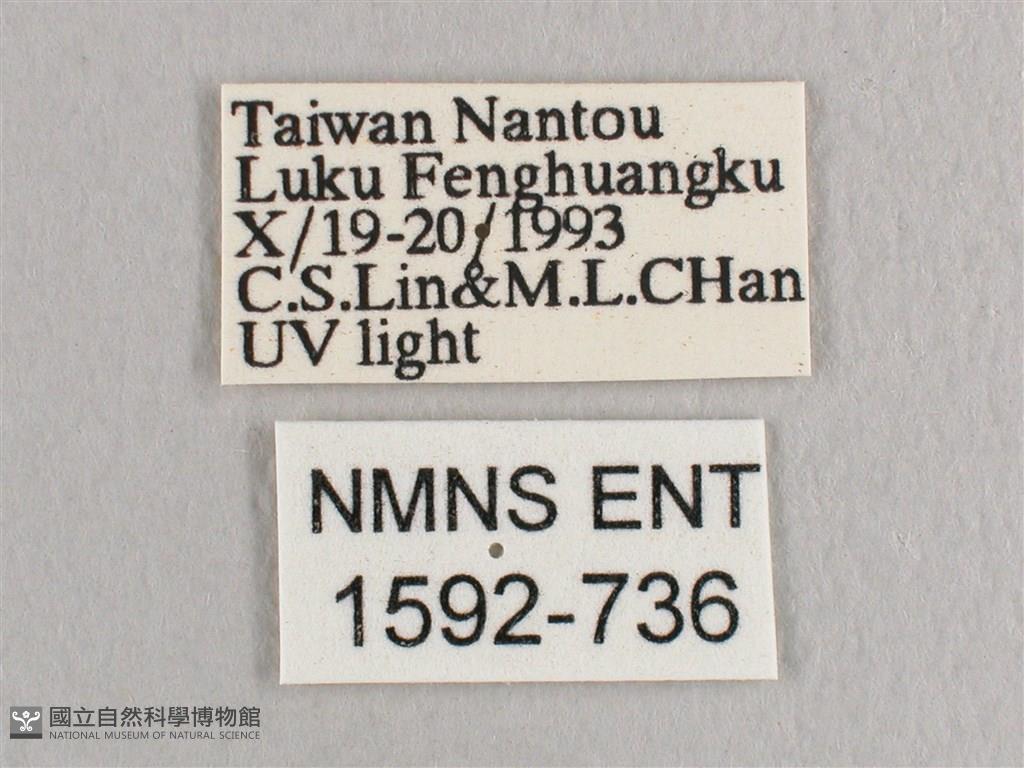 Taiwan Nantou
Luku Fenghuangku
X/19-20/1993
C.S.Lin&M.L.CHan
UV light
NMNS ENT
1592-736
國立自然科學博物館
NATIONAL MUSEUM OF NATURAL SCIENCE